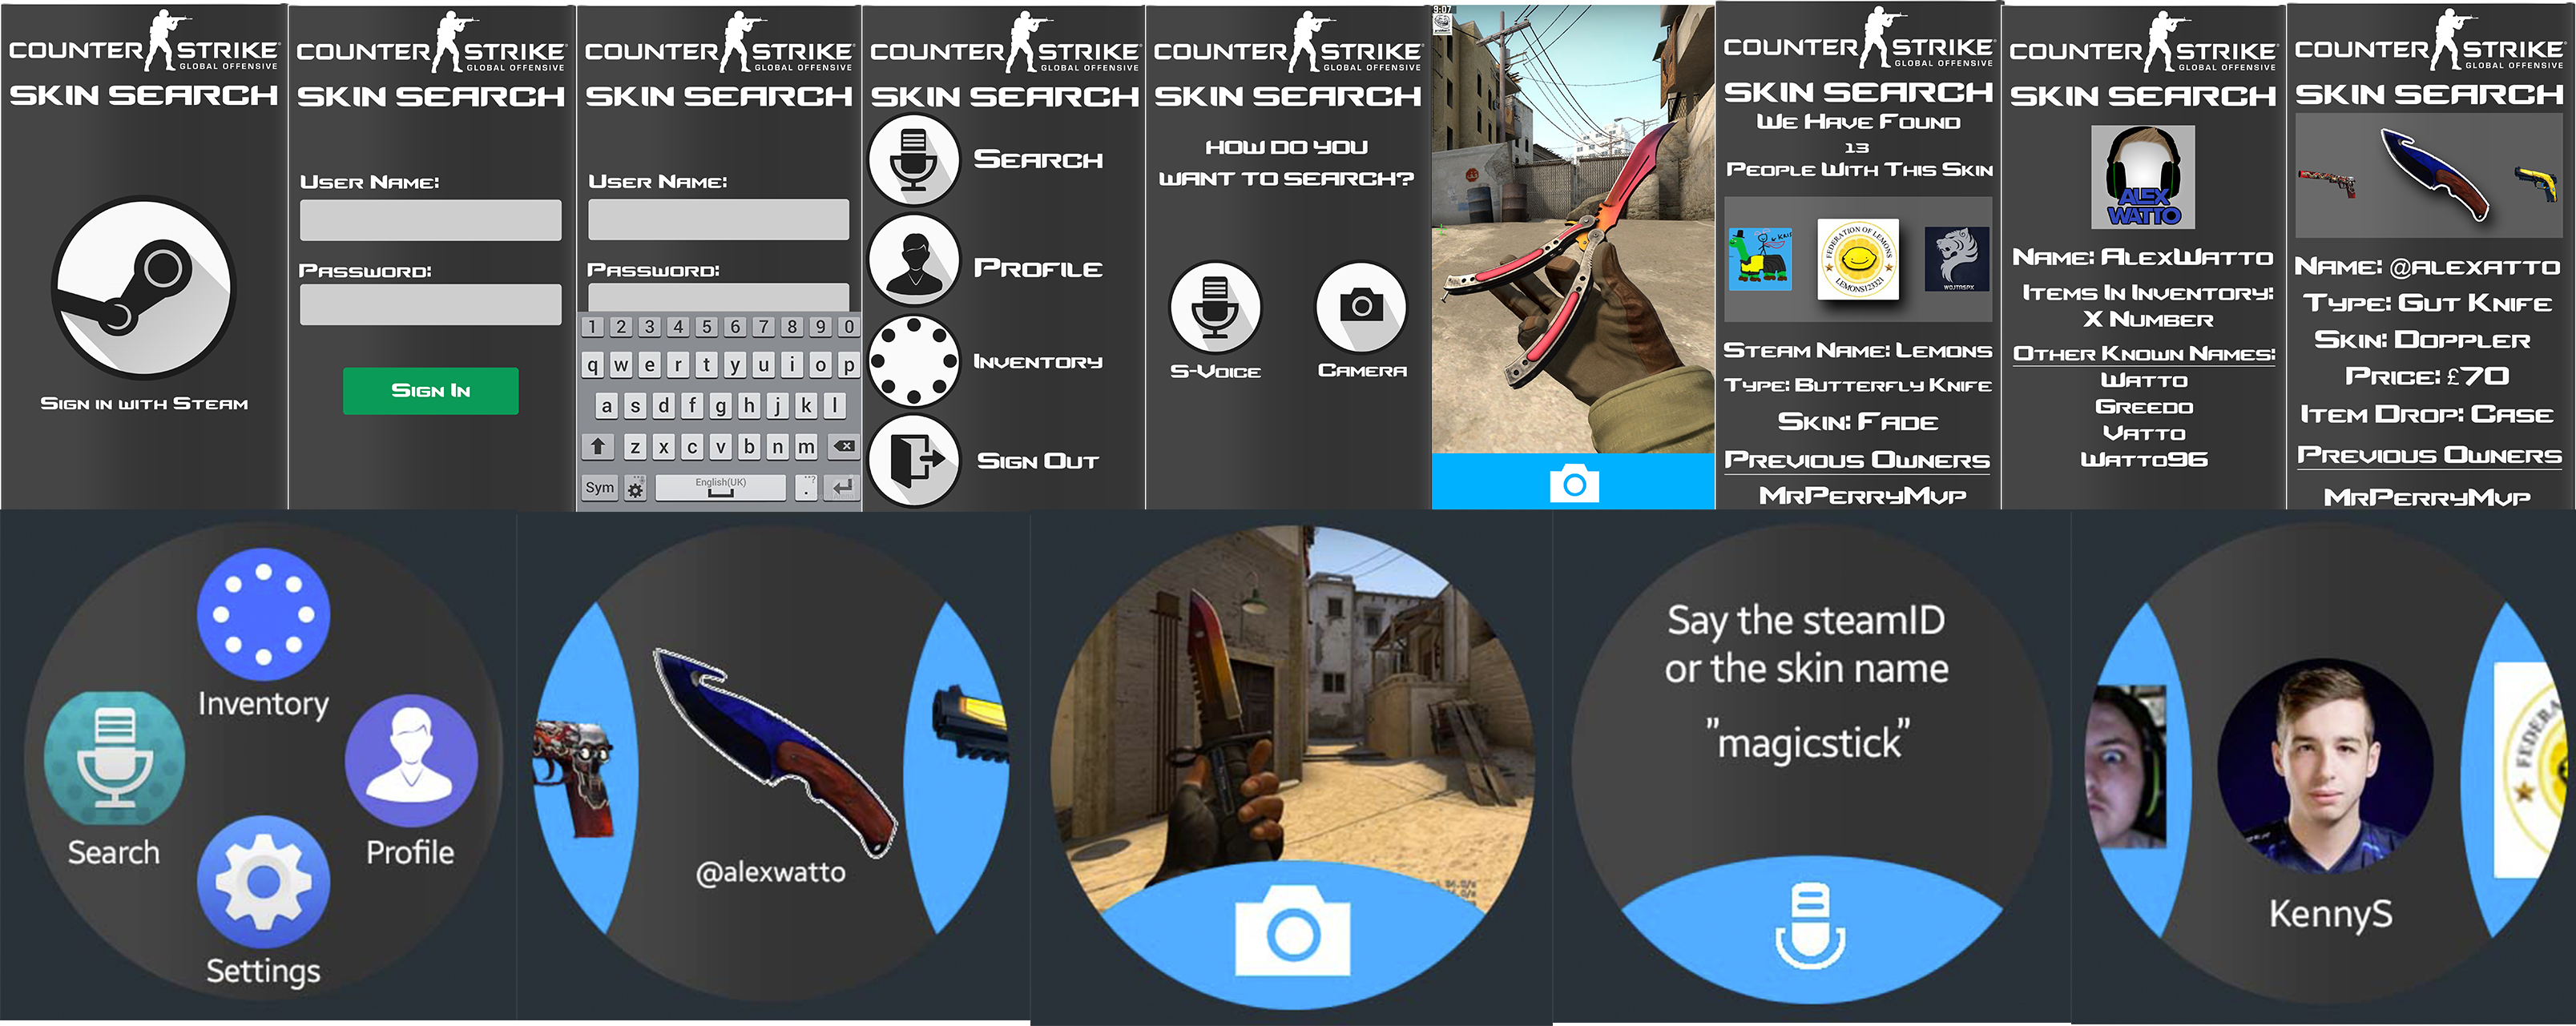 COUNTER STRIKE
GLOBAL OFFENSIVE
SKIN SEARCH
SIGN IN WITH STEAM
COUNTER STRIKE
GLOBAL OFFENSIVE
SKIN SEARCH
USER NAME:
PASSWORD:
SIGN IN
COUNTER STRIKE
GLOBAL OFFENSIVE
SKIN SEARCH
USER NAME:
PASSWORD:
1 2 3 4 5 6 7 8 9 0
q w e r t y u i o p
a s d f g h j k l
z x c v b n m
Sym English(UK) .
COUNTER STRIKE
GLOBAL OFFENSIVE
SKIN SEARCH
SEARCH
PROFILE
INVENTORY
SIGN OUT
COUNTER STRIKE
GLOBAL OFFENSIVE
SKIN SEARCH
HOW DO YOU
WANT TO SEARCH?
S-VOICE
CAMERA
9:07
COUNTER STRIKE
GLOBAL OFFENSIVE
SKIN SEARCH
WE HAVE FOUND
13
PEOPLE WITH THIS SKIN
FEDERATION OF LEMONS
LEMONS123321
WOJTASPX
STEAM NAME: LEMONS
TYPE: BUTTERFLY KNIFE
SKIN: FADE
PREVIOUS OWNERS
MRPERRYMVP
COUNTER STRIKE
GLOBAL OFFENSIVE
SKIN SEARCH
ALEX
WATTO
NAME: ALEXWATTO
ITEMS IN INVENTORY:
X NUMBER
OTHER KNOWN NAMES:
WATTO
GREEDO
VATTO
WATTO96
COUNTER STRIKE
GLOBAL OFFENSIVE
SKIN SEARCH
NAME: @ALEXATTO
TYPE: GUT KNIFE
SKIN: DOPPLER
PRICE: £70
ITEM DROP: CASE
PREVIOUS OWNERS
MRPERRYMVP
Inventory
Search
Profile
Settings
@alexwatto
Say the steamID
or the skin name
"magicstick"
KennyS
FEDERA